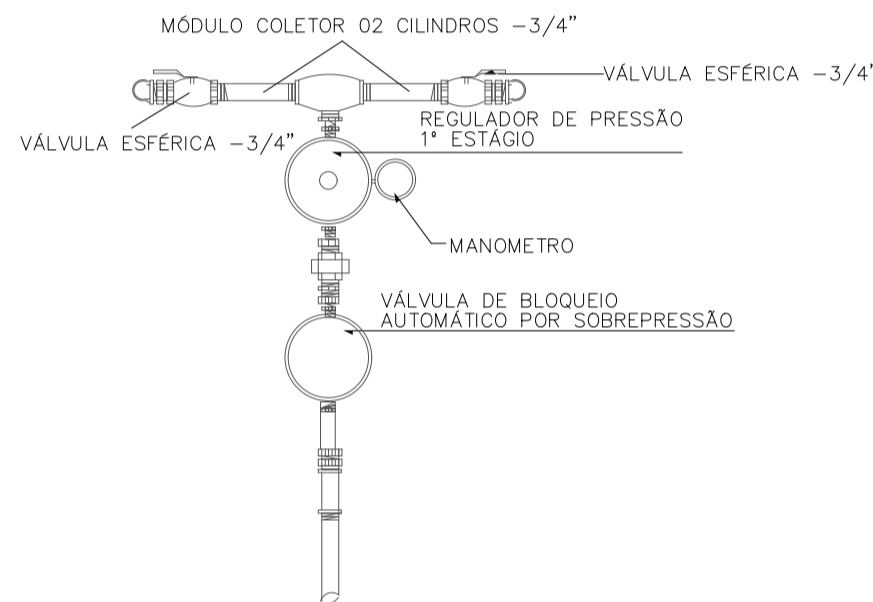 MÓDULO COLETOR 02 CILINDROS -3/4"
VÁLVULA ESFÉRICA -3/4'
VÁLVULA ESFÉRICA -3/4"
REGULADOR DE PRESSÃO
1º ESTÁGIO
MANOMETRO
VÁLVULA DE BLOQUEIO
AUTOMÁTICO POR SOBREPRESSÃO